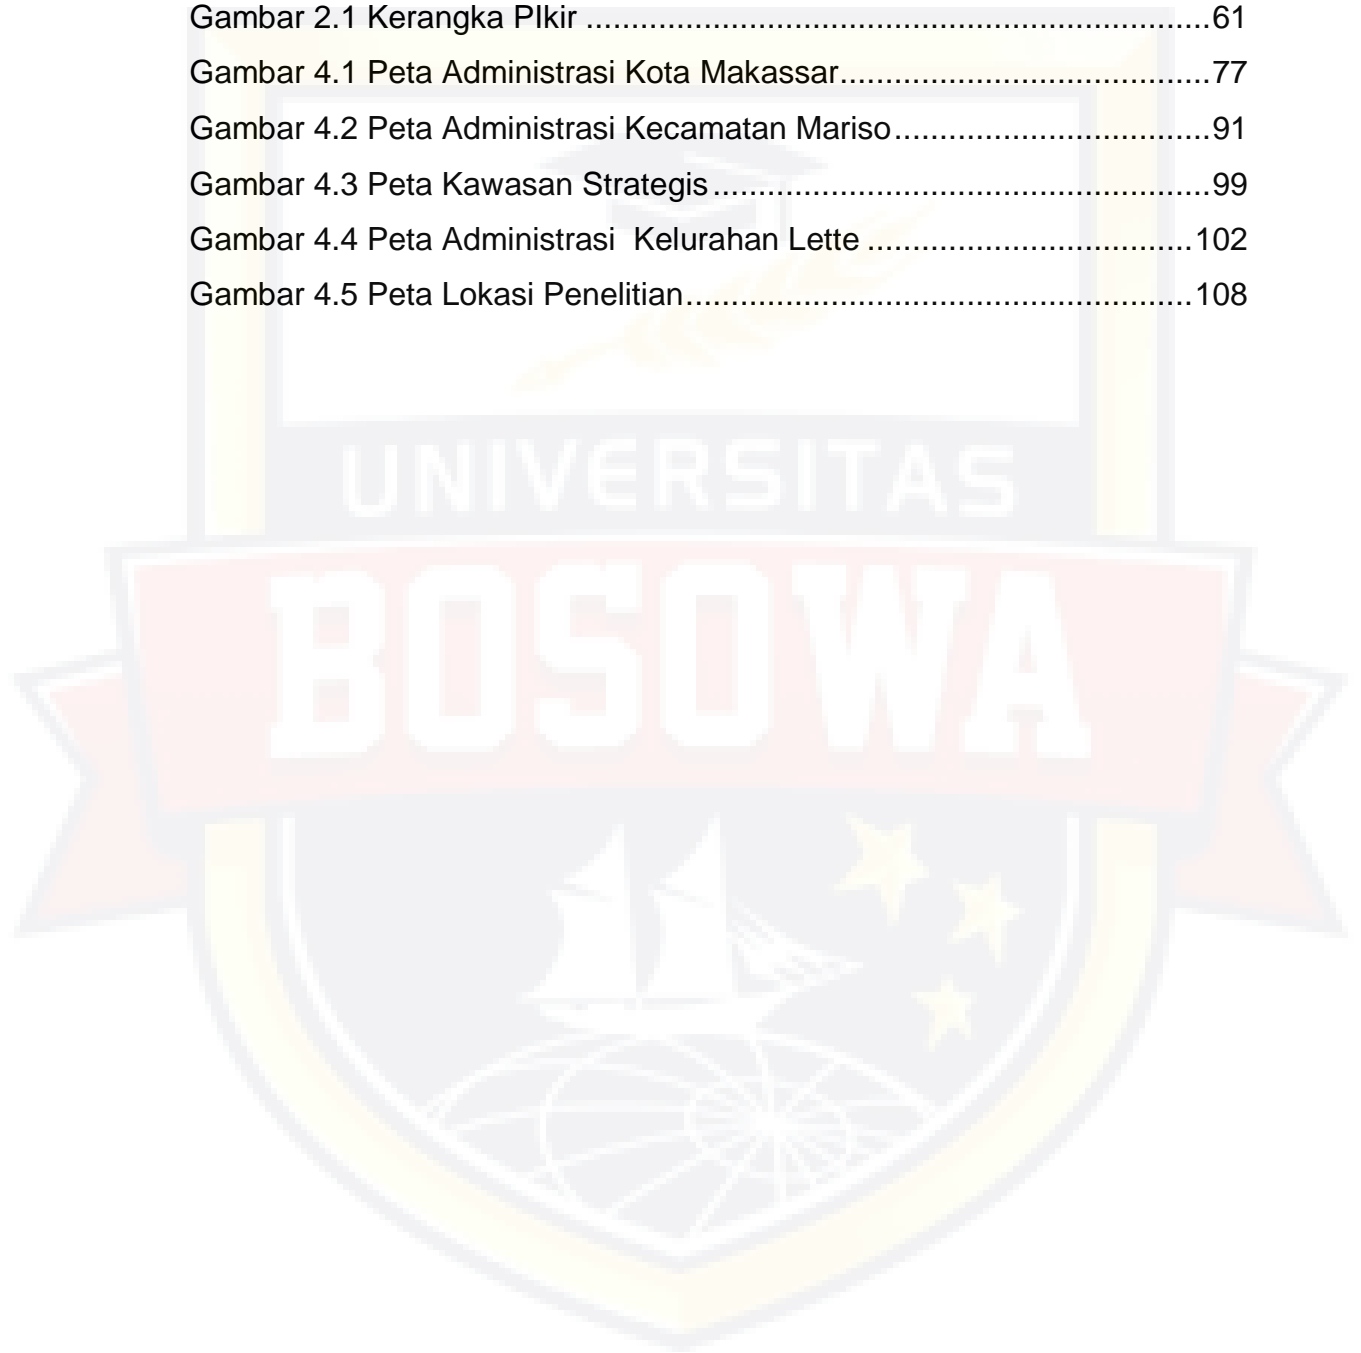 Gambar 2.1 Kerangka PIkir ....................................................................61
Gambar 4.1 Peta Administrasi Kota Makassar........................................77
Gambar 4.2 Peta Administrasi Kecamatan Mariso..................................91
Gambar 4.3 Peta Kawasan Strategis......................................................99
Gambar 4.4 Peta Administrasi  Kelurahan Lette ...................................102
Gambar 4.5 Peta Lokasi Penelitian.......................................................108
UNIVERSITAS
BOSOWA